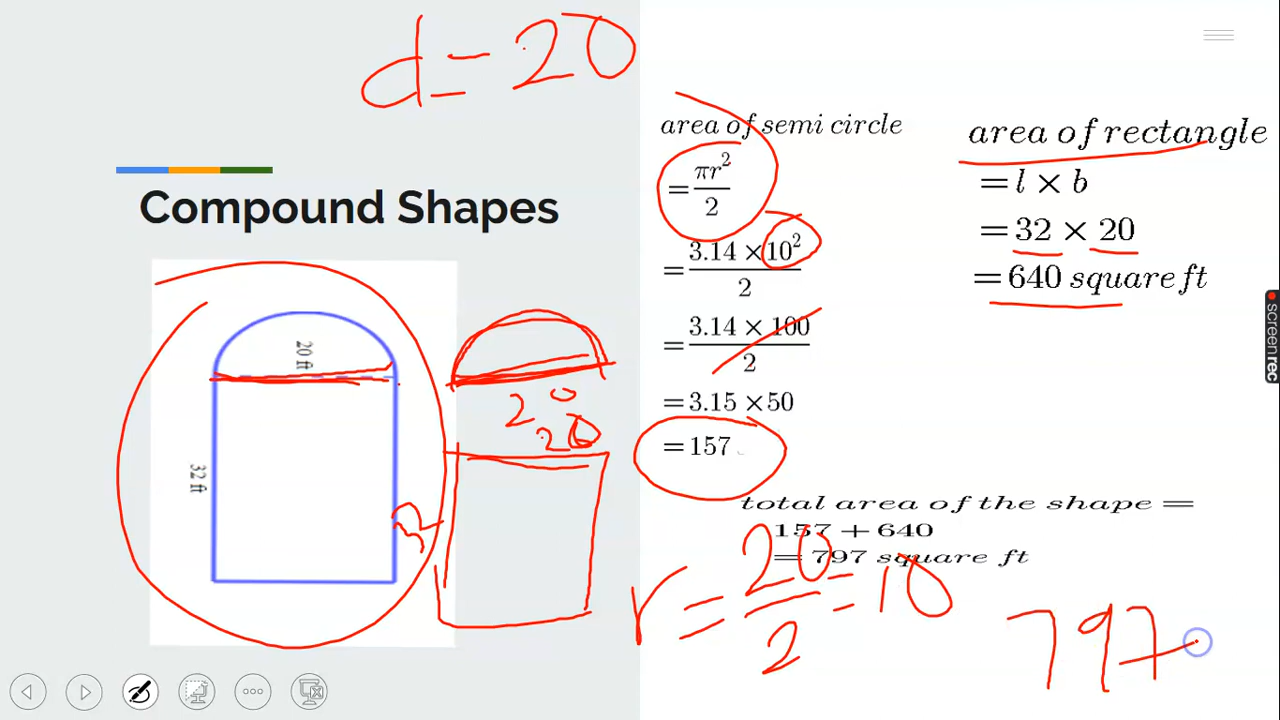 d = 20
Compound Shapes
20 ft
32 ft
20
20
32
area of semi circle
= πr²/2
= 3.14 × 10²/2
= 3.14 × 100/2
= 3.15 × 50
= 157
area of rectangle
= l × b
= 32 × 20
= 640 square ft
total area of the shape =
157 + 640
= 797 square ft
r = 20/2 = 10
797
screenrec